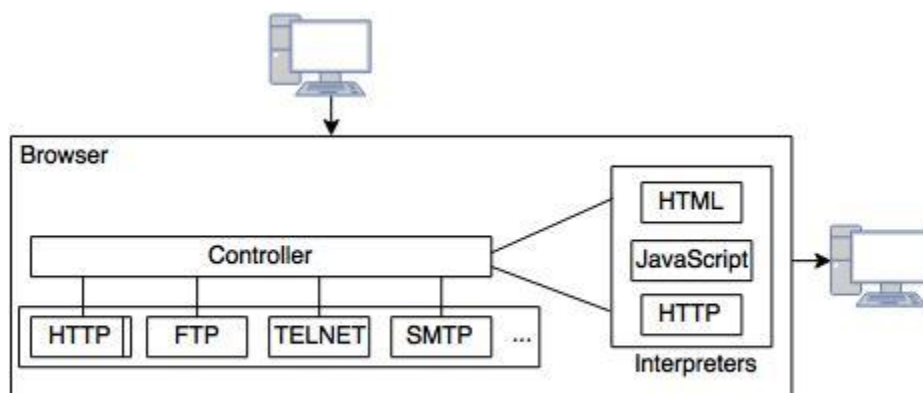 Browser
HTML
Controller
JavaScript
HTTP
HTTP FTP TELNET SMTP ...
Interpreters